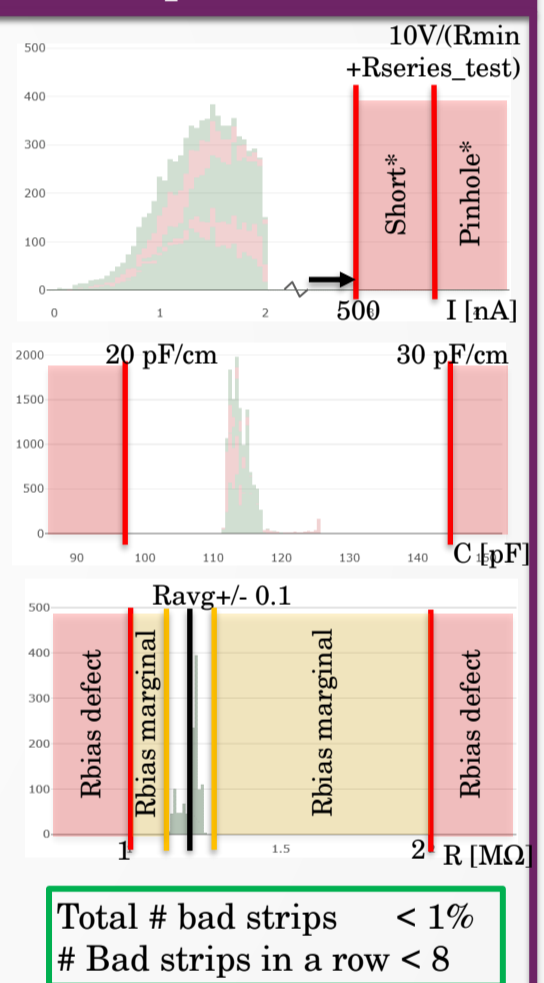 10V/(Rmin
+Rseries_test)
500
400
300
200
100
0
Short*
Pinhole*
0
1
2
500
I [nA]
20 pF/cm
30 pF/cm
2000
1500
1000
500
0
90
100
110
120
130
140
C [pF]
Ravg+/- 0.1
500
400
300
200
100
0
Rbias defect
Rbias marginal
Rbias marginal
Rbias defect
1
1.5
2
R [MΩ]
Total # bad strips < 1%
# Bad strips in a row < 8